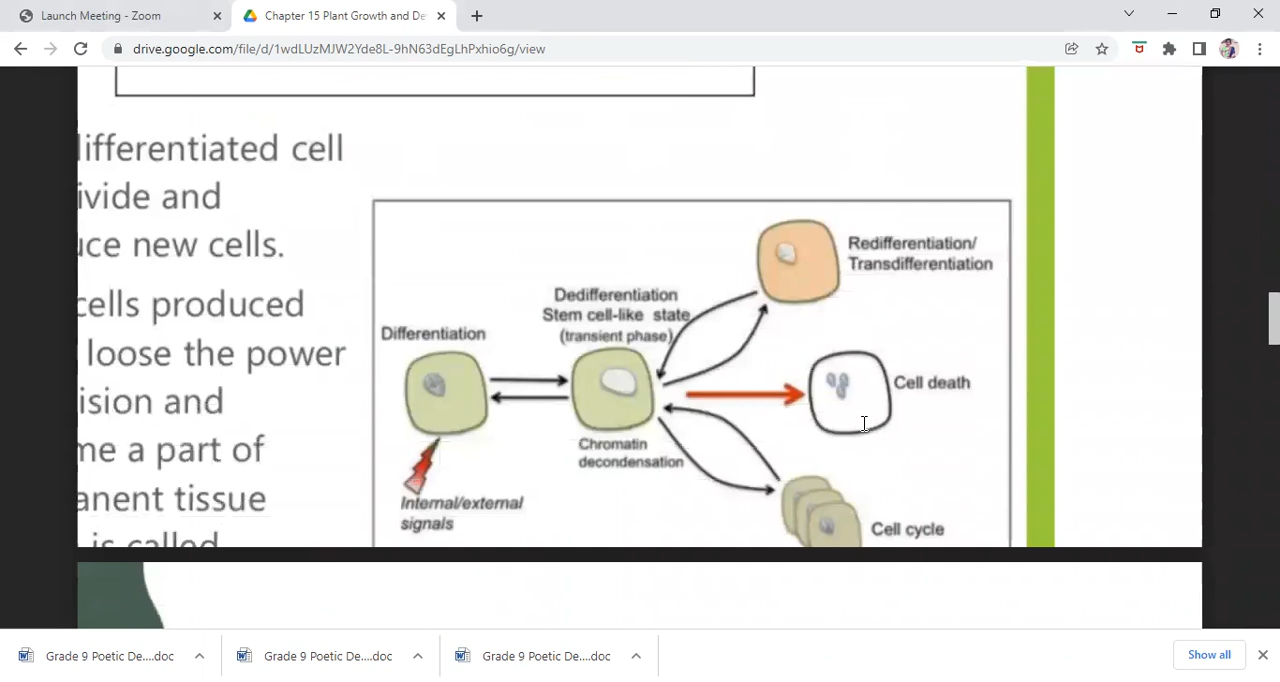 Launch Meeting - Zoom
Chapter 15 Plant Growth and De
drive.google.com/file/d/1wdLUzMJW2Yde8L-9hN63dEgLhPxhio6g/view
ifferentiated cell
ivide and
uce new cells.
cells produced
loose the power
ision and
me a part of
anent tissue
is called
Redifferentiation/
Transdifferentiation
Dedifferentiation
Stem cell-like state
(transient phase)
Differentiation
Cell death
Chromatin
decondensation
Internal/external
signals
Cell cycle
Grade 9 Poetic De....doc
Grade 9 Poetic De....doc
Grade 9 Poetic De....doc
Show all